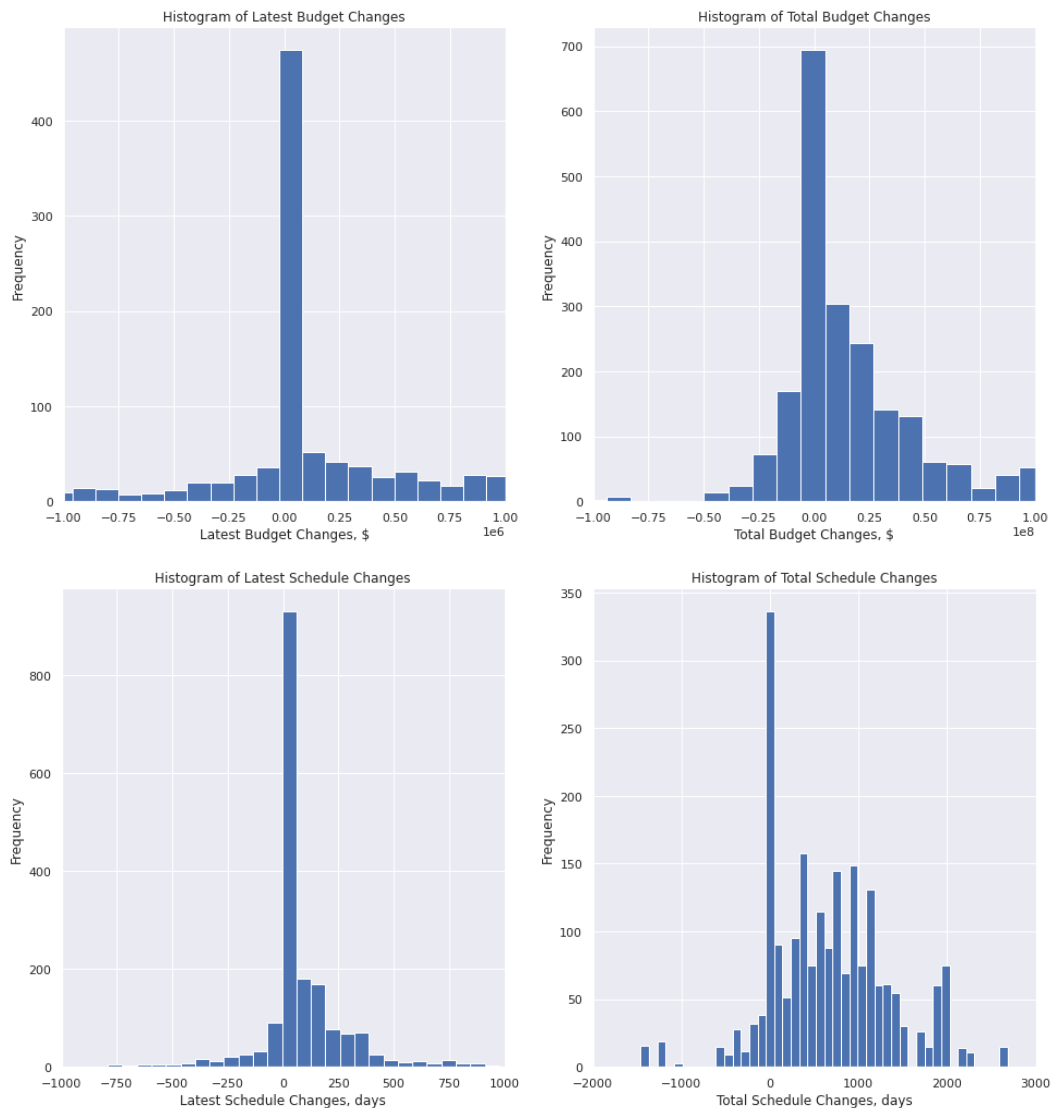 Histogram of Latest Budget Changes
Frequency
400
300
200
100
0
−1.00 −0.75 −0.50 −0.25 0.00 0.25 0.50 0.75 1.00
Latest Budget Changes, $
1e6
Histogram of Total Budget Changes
Frequency
700
600
500
400
300
200
100
0
−1.00 −0.75 −0.50 −0.25 0.00 0.25 0.50 0.75 1.00
Total Budget Changes, $
1e8
Histogram of Latest Schedule Changes
Frequency
800
600
400
200
0
−1000 −750 −500 −250 0 250 500 750 1000
Latest Schedule Changes, days
Histogram of Total Schedule Changes
Frequency
350
300
250
200
150
100
50
0
−2000 −1000 0 1000 2000 3000
Total Schedule Changes, days